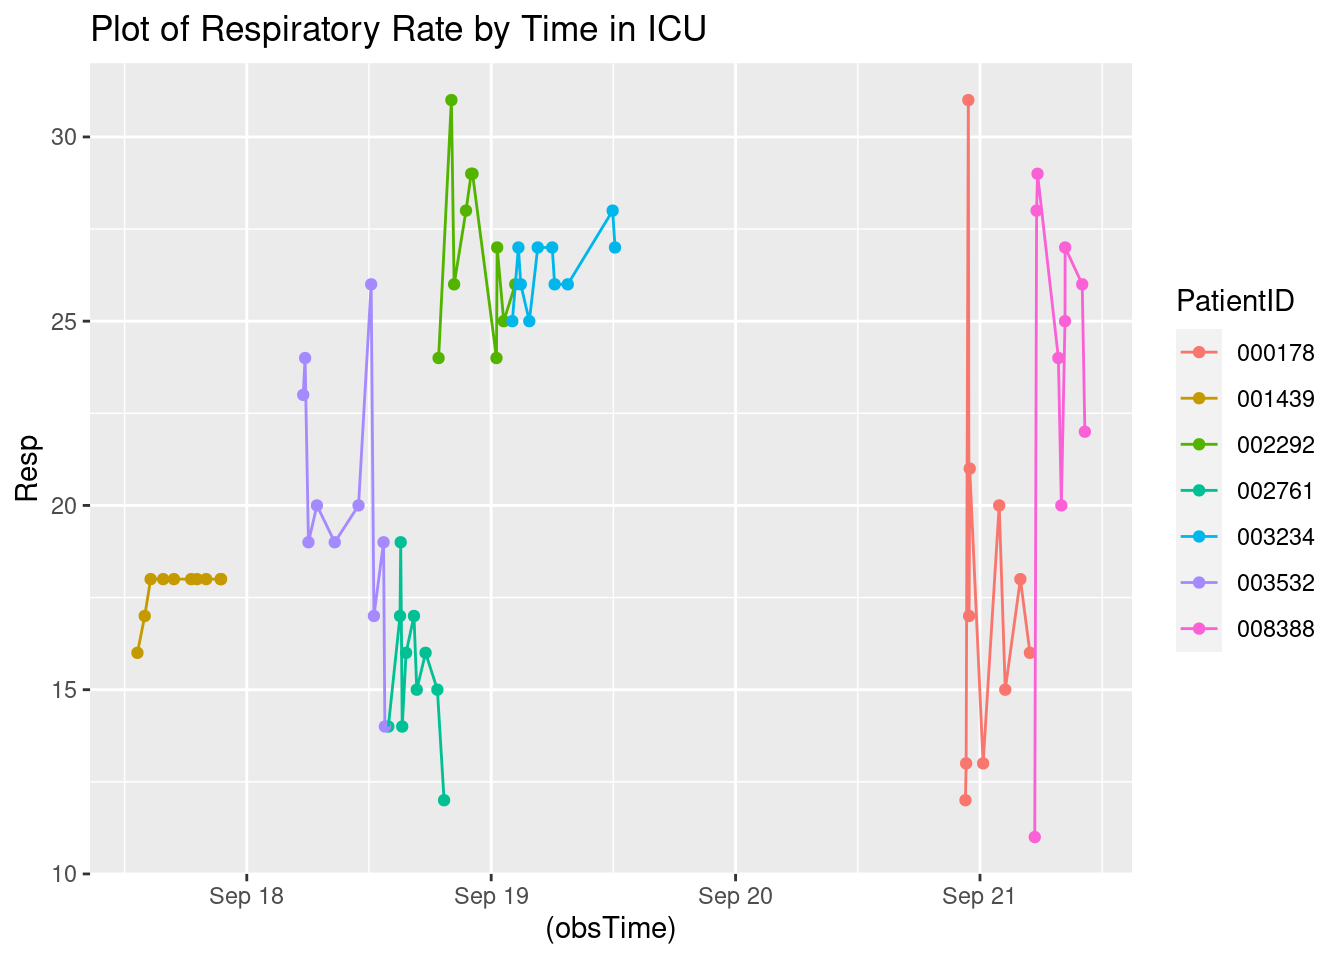 Plot of Respiratory Rate by Time in ICU
30
25
20
15
10
Resp
Sep 18
Sep 19
Sep 20
Sep 21
(obsTime)
PatientID
000178
001439
002292
002761
003234
003532
008388